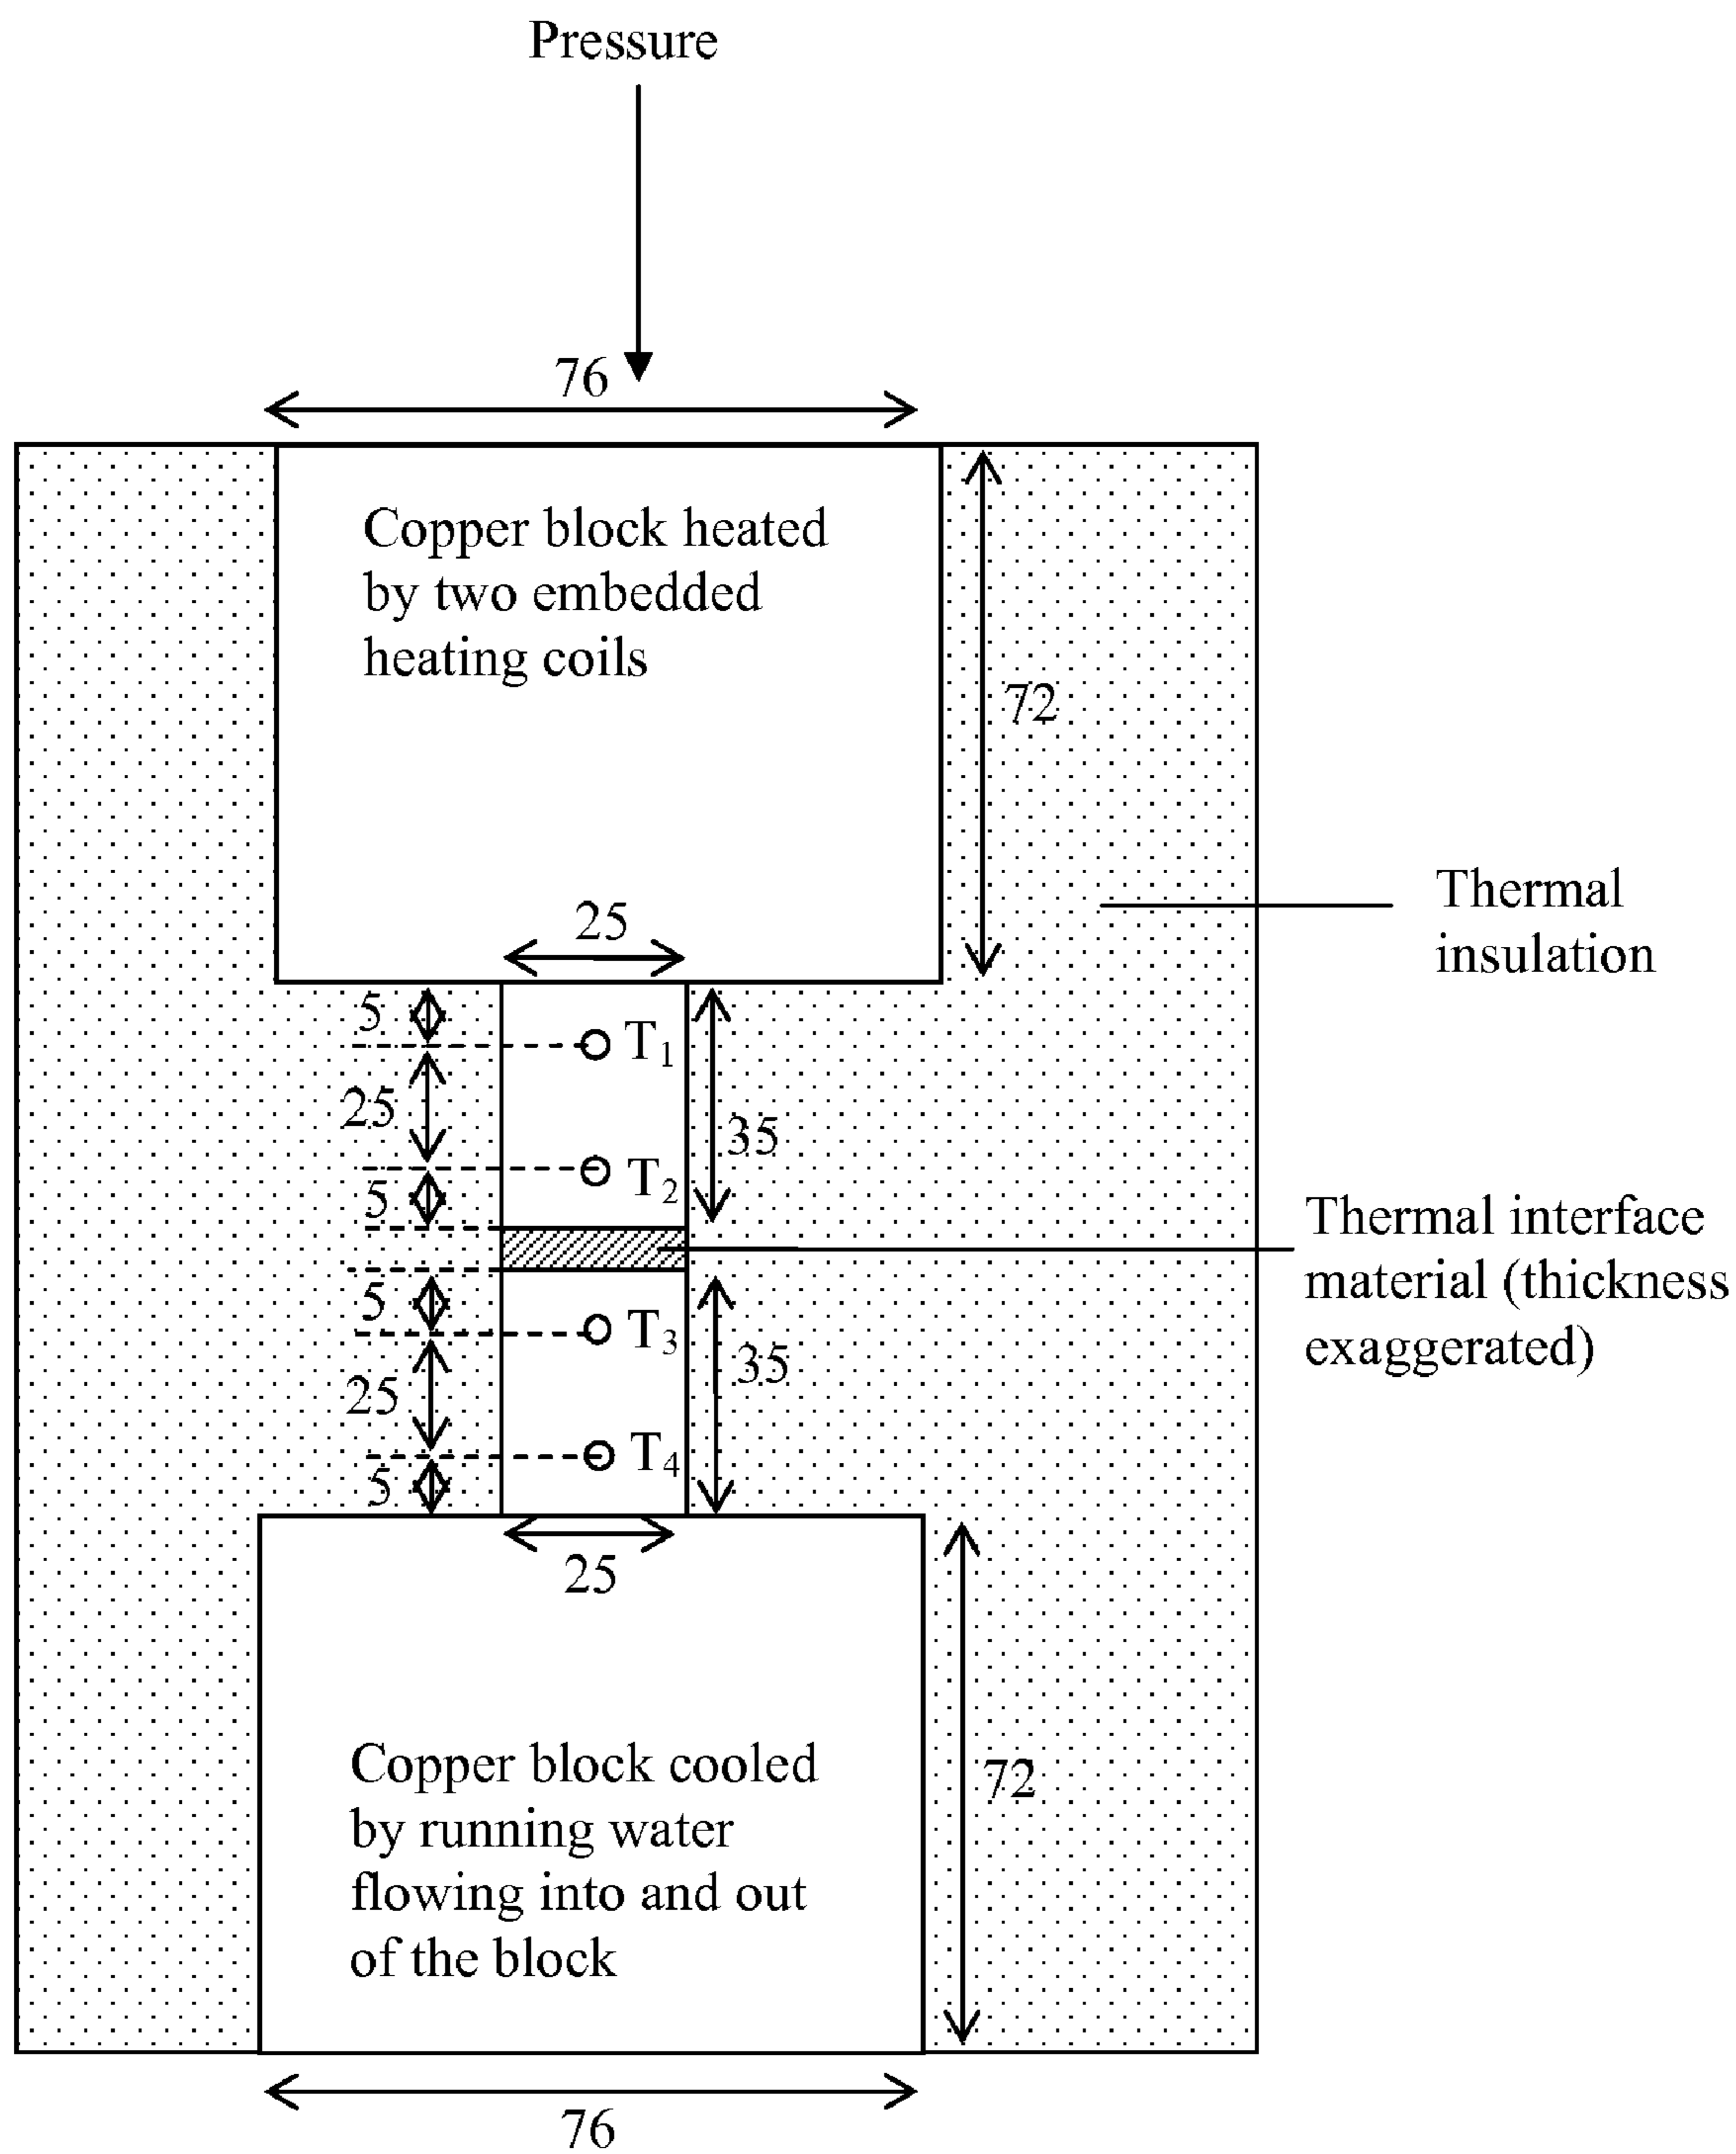 Pressure
76
Copper block heated
by two embedded
heating coils
72
Thermal
insulation
25
5
T1
25
35
T2
5
Thermal interface
material (thickness
exaggerated)
5
T3
35
25
T4
5
25
Copper block cooled
by running water
flowing into and out
of the block
72
76